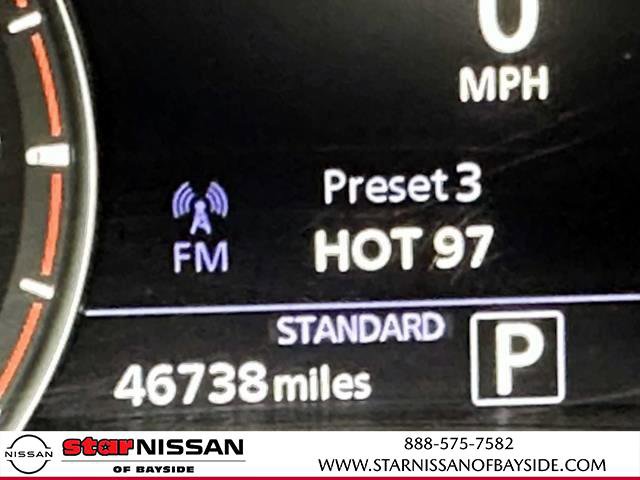 0
MPH
Preset 3
FM HOT 97
STANDARD
46738 miles P
NISSAN star NISSAN 888-575-7582
OF BAYSIDE WWW.STARNISSANOFBAYSIDE.COM